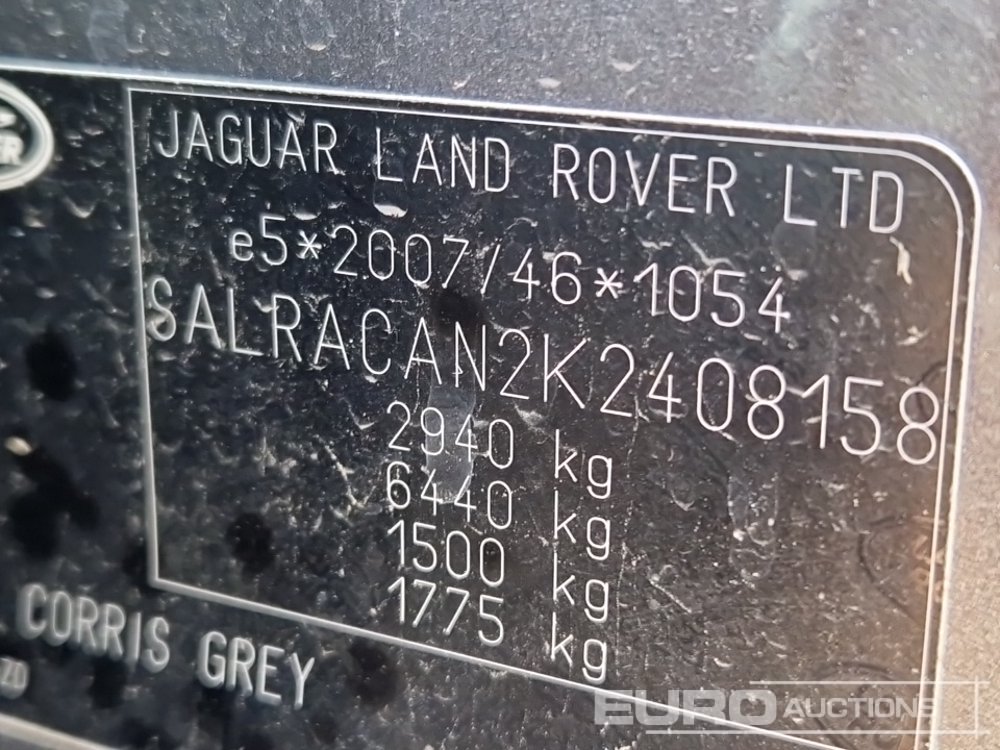 JAGUAR LAND ROVER LTD
e5*2007/46*1054
SALRACAN2K2408158
2940 kg
6440 kg
1500 kg
1775 kg
CORRIS GREY
EURO AUCTIONS